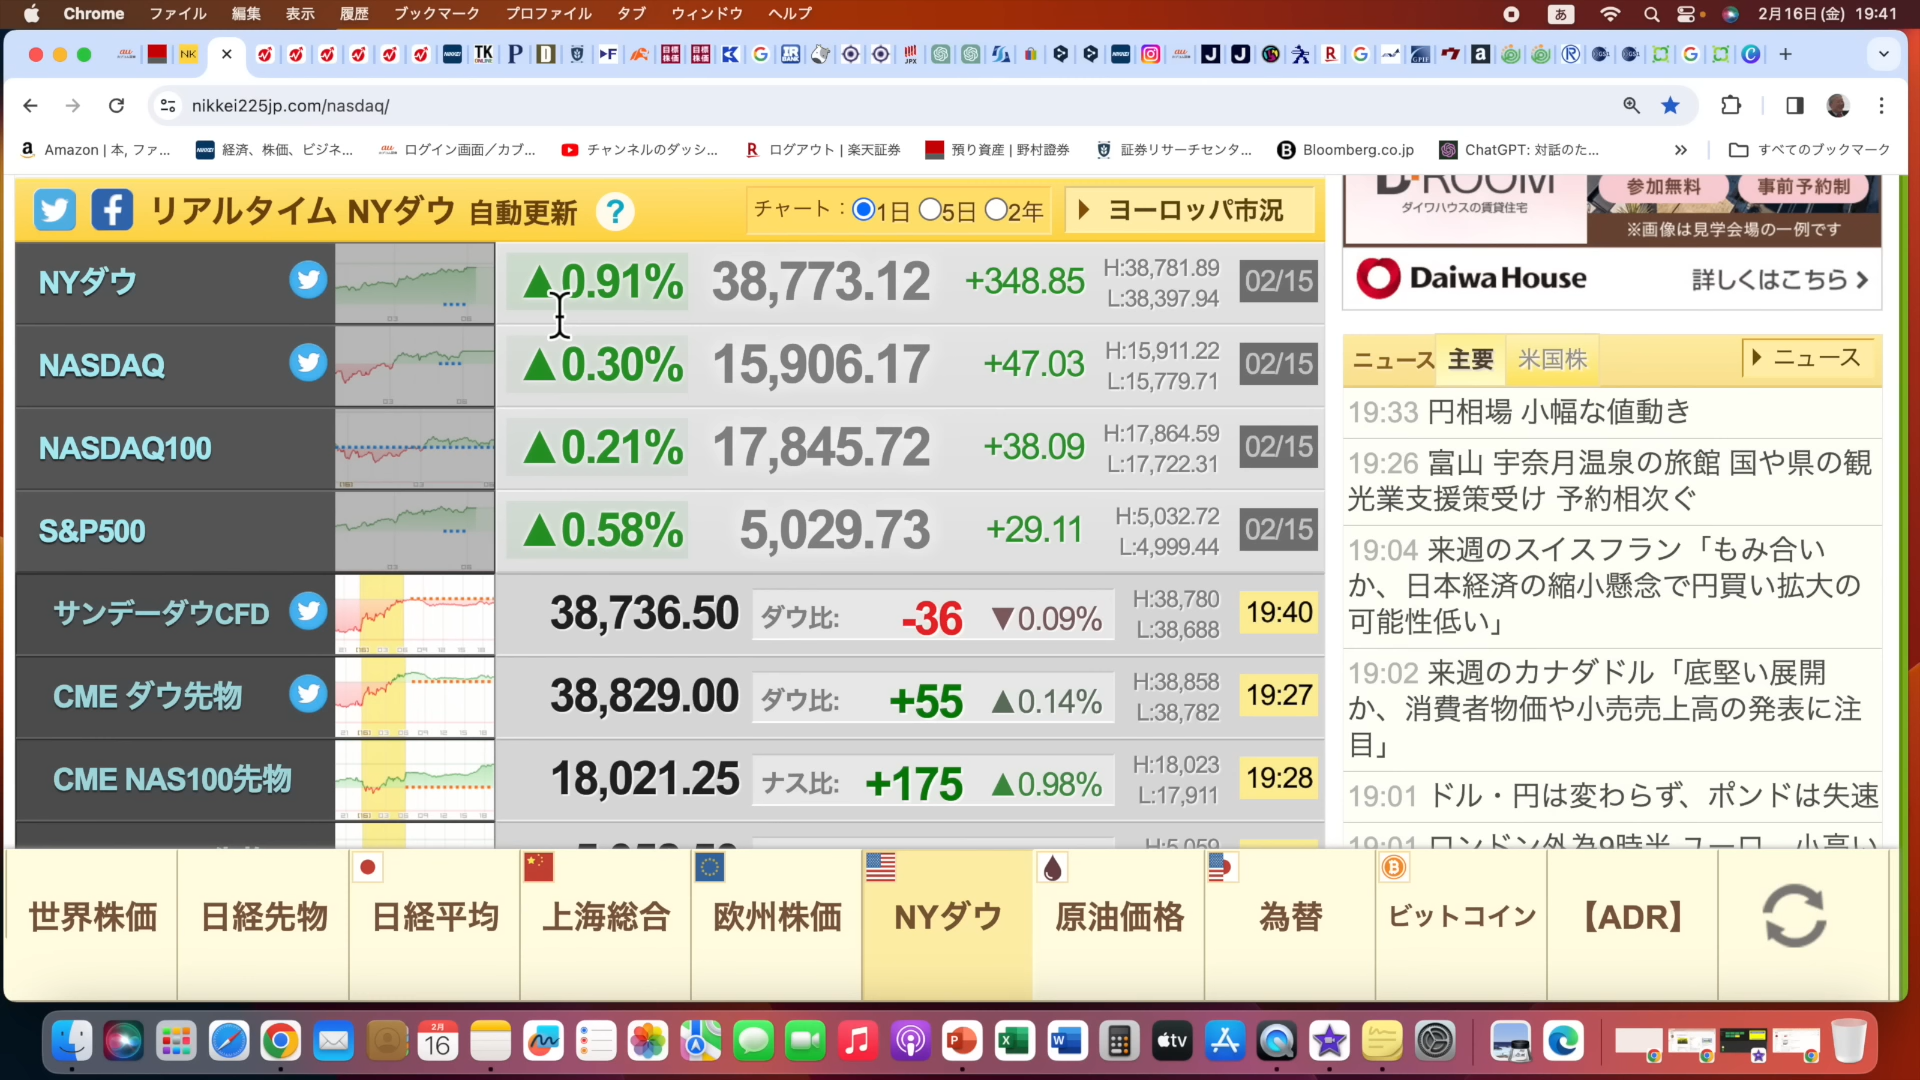 Chrome ファイル 編集 表示 履歴 ブックマーク プロファイル タブ ウィンドウ ヘルプ あ 2月16日(金) 19:41
nikkei225jp.com/nasdaq/
Amazon | 本, ファ... 経済、株価、ビジネ... ログイン画面／カブ... チャンネルのダッシ... ログアウト | 楽天証券 預り資産 | 野村證券 証券リサーチセンタ... Bloomberg.co.jp ChatGPT: 対話のた... » すべてのブックマーク
リアルタイム NYダウ 自動更新 ? チャート：1日 5日 2年 ヨーロッパ市況
NYダウ ▲0.91% 38,773.12 +348.85 H:38,781.89 L:38,397.94 02/15
NASDAQ ▲0.30% 15,906.17 +47.03 H:15,911.22 L:15,779.71 02/15
NASDAQ100 ▲0.21% 17,845.72 +38.09 H:17,864.59 L:17,722.31 02/15
S&P500 ▲0.58% 5,029.73 +29.11 H:5,032.72 L:4,999.44 02/15
サンデーダウCFD 38,736.50 ダウ比: -36 ▼0.09% H:38,780 L:38,688 19:40
CME ダウ先物 38,829.00 ダウ比: +55 ▲0.14% H:38,858 L:38,782 19:27
CME NAS100先物 18,021.25 ナス比: +175 ▲0.98% H:18,023 L:17,911 19:28
D-ROOM
ダイワハウスの賃貸住宅
参加無料 事前予約制
※画像は見学会場の一例です
Daiwa House 詳しくはこちら
ニュース 主要 米国株 ニュース
19:33 円相場 小幅な値動き
19:26 富山 宇奈月温泉の旅館 国や県の観
光業支援策受け 予約相次ぐ
19:04 来週のスイスフラン「もみ合い
か、日本経済の縮小懸念で円買い拡大の
可能性低い」
19:02 来週のカナダドル「底堅い展開
か、消費者物価や小売売上高の発表に注
目」
19:01 ドル・円は変わらず、ポンドは失速
世界株価 日経先物 日経平均 上海総合 欧州株価 NYダウ 原油価格 為替 ビットコイン 【ADR】
2月
16
tv